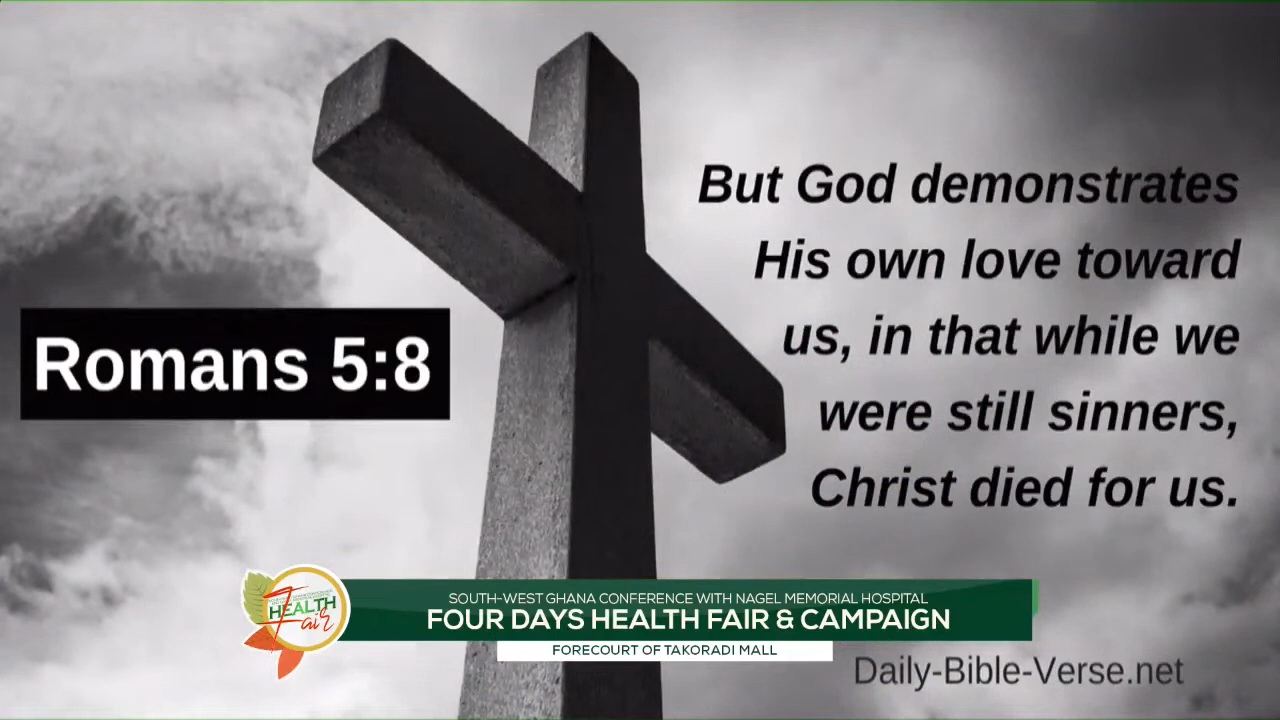 But God demonstrates
His own love toward
us, in that while we
were still sinners,
Christ died for us.
Romans 5:8
HEALTH
Fair
SOUTH-WEST GHANA CONFERENCE WITH NAGEL MEMORIAL HOSPITAL
FOUR DAYS HEALTH FAIR & CAMPAIGN
FORECOURT OF TAKORADI MALL
Daily-Bible-Verse.net